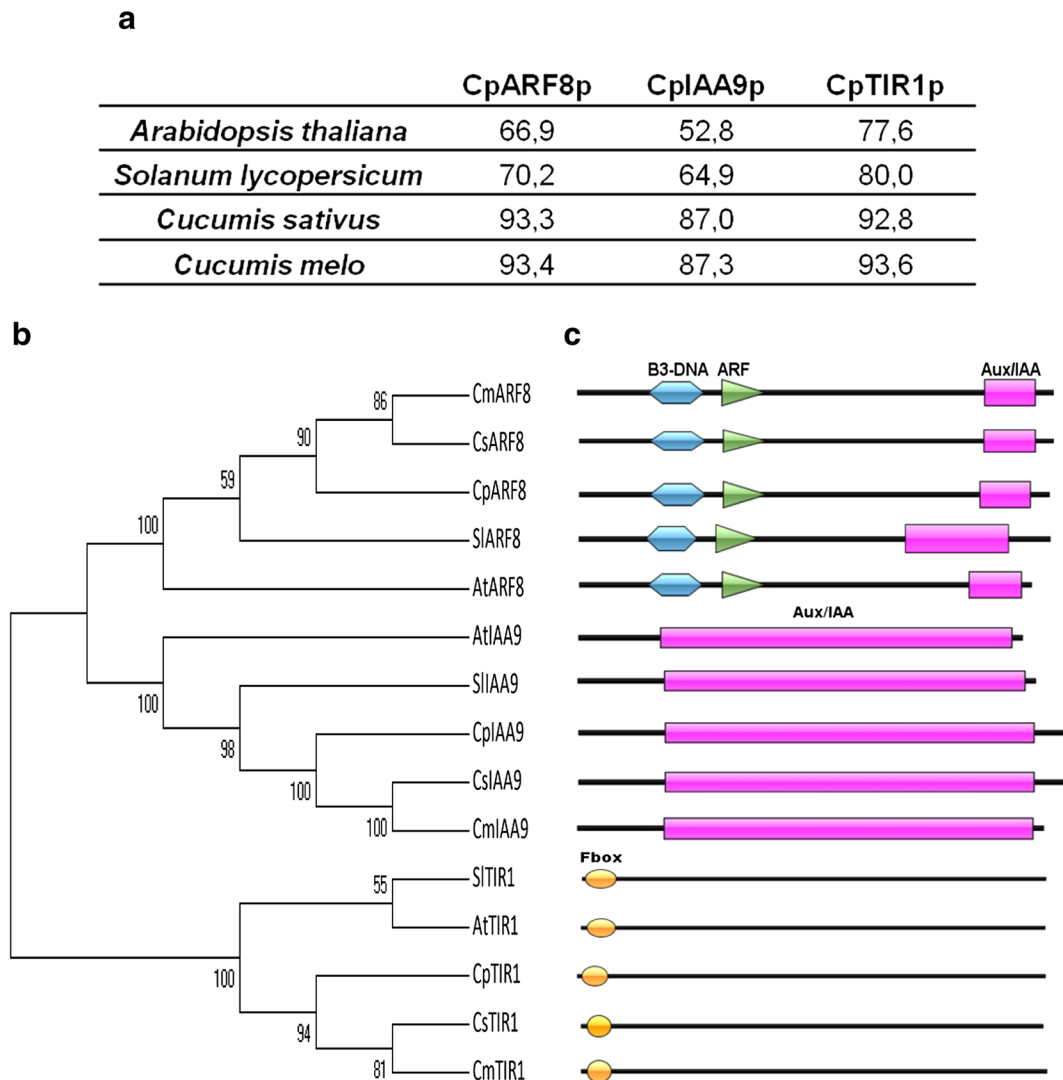 a
CpARF8p CpIAA9p CpTIR1p
Arabidopsis thaliana 66,9 52,8 77,6
Solanum lycopersicum 70,2 64,9 80,0
Cucumis sativus 93,3 87,0 92,8
Cucumis melo 93,4 87,3 93,6
b
c
B3-DNA ARF Aux/IAA
86 CmARF8
90 CsARF8
59 CpARF8
100 SlARF8
AtARF8
Aux/IAA
AtIAA9
100 SlIAA9
98 CpIAA9
100 CsIAA9
100 CmIAA9
Fbox
55 SlTIR1
AtTIR1
100 CpTIR1
94 CsTIR1
81 CmTIR1